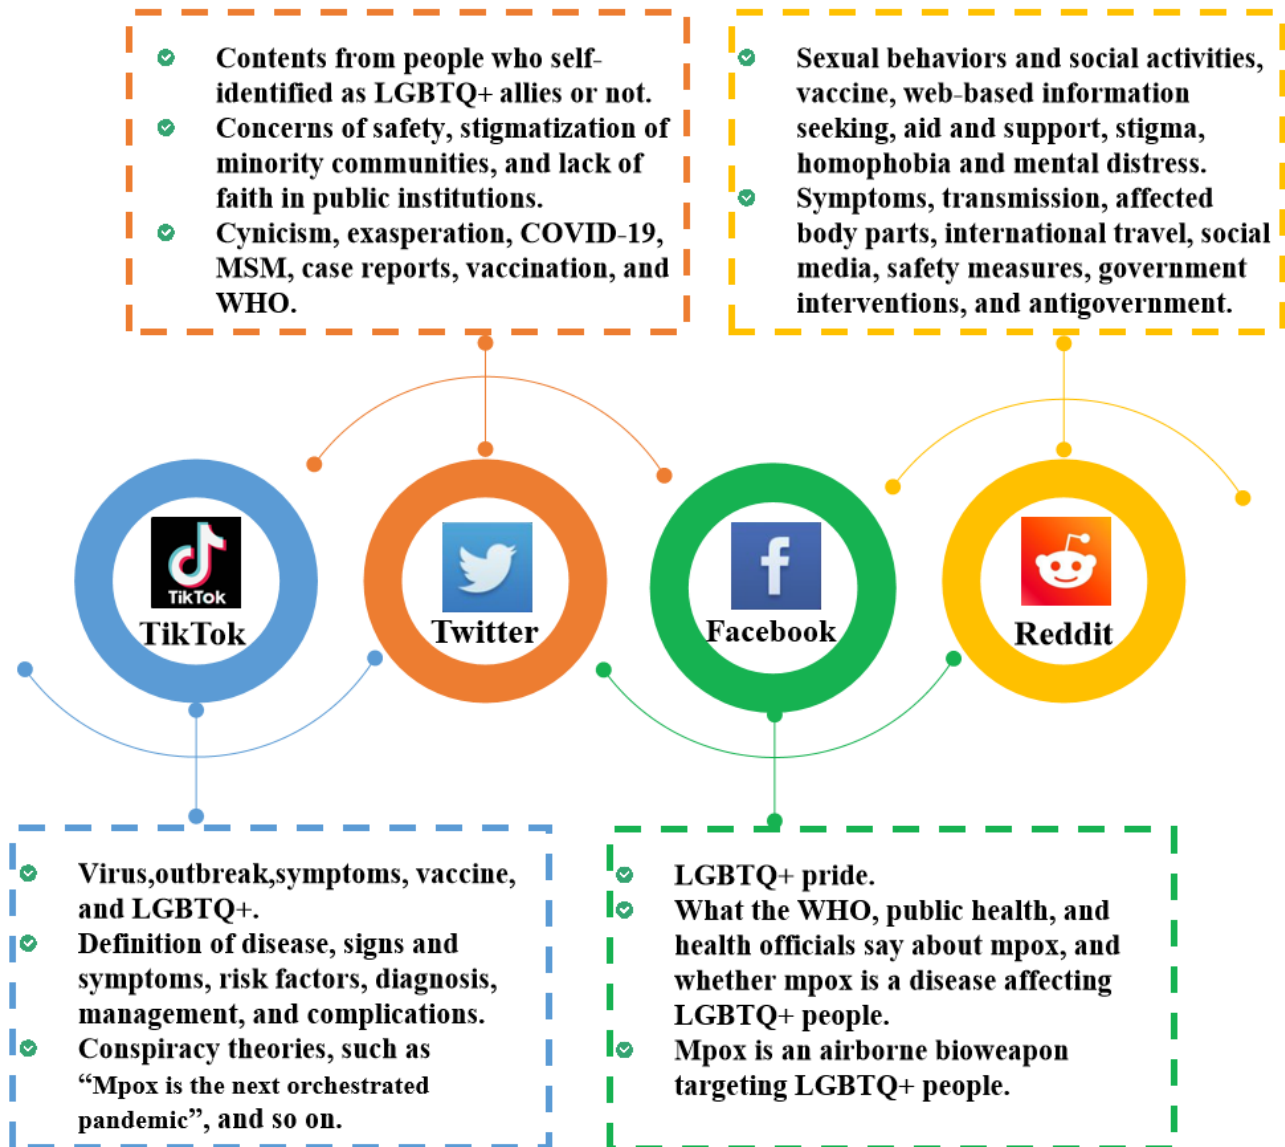 Contents from people who self-
identified as LGBTQ+ allies or not.
Concerns of safety, stigmatization of
minority communities, and lack of
faith in public institutions.
Cynicism, exasperation, COVID-19,
MSM, case reports, vaccination, and
WHO.
Sexual behaviors and social activities,
vaccine, web-based information
seeking, aid and support, stigma,
homophobia and mental distress.
Symptoms, transmission, affected
body parts, international travel, social
media, safety measures, government
interventions, and antigovernment.
TikTok
TikTok
Twitter
f
Facebook
Reddit
Virus,outbreak,symptoms, vaccine,
and LGBTQ+.
Definition of disease, signs and
symptoms, risk factors, diagnosis,
management, and complications.
Conspiracy theories, such as
“Mpox is the next orchestrated
pandemic”, and so on.
LGBTQ+ pride.
What the WHO, public health, and
health officials say about mpox, and
whether mpox is a disease affecting
LGBTQ+ people.
Mpox is an airborne bioweapon
targeting LGBTQ+ people.